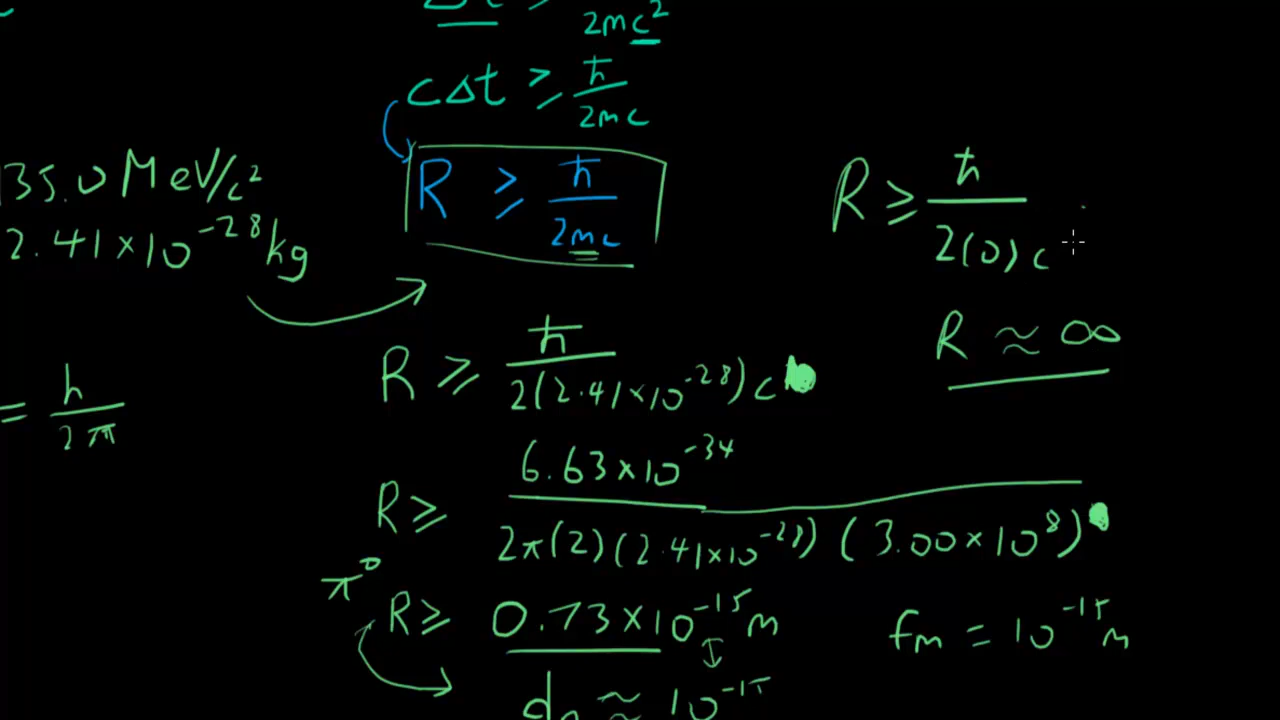 2mc²
cΔt ≥ ħ / 2mc
35.0 MeV/c²
2.41×10⁻²⁸ kg
R ≥ ħ / 2mc
R ≥ ħ / 2(0)c
R ≈ ∞
R ≥ ħ / 2(2.41×10⁻²⁸)c
= h / 2π
R ≥ 6.63×10⁻³⁴ / 2π(2)(2.41×10⁻²⁸)(3.00×10⁸)
π⁰
R ≥ 0.73×10⁻¹⁵ m
fm = 10⁻¹⁵ m
≈ 10⁻¹⁵